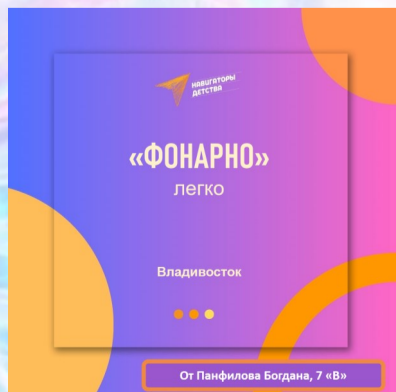 НАВИГАТОРЫ
ДЕТСТВА
«ФОНАРНО»
легко
Владивосток
От Панфилова Богдана, 7 «В»